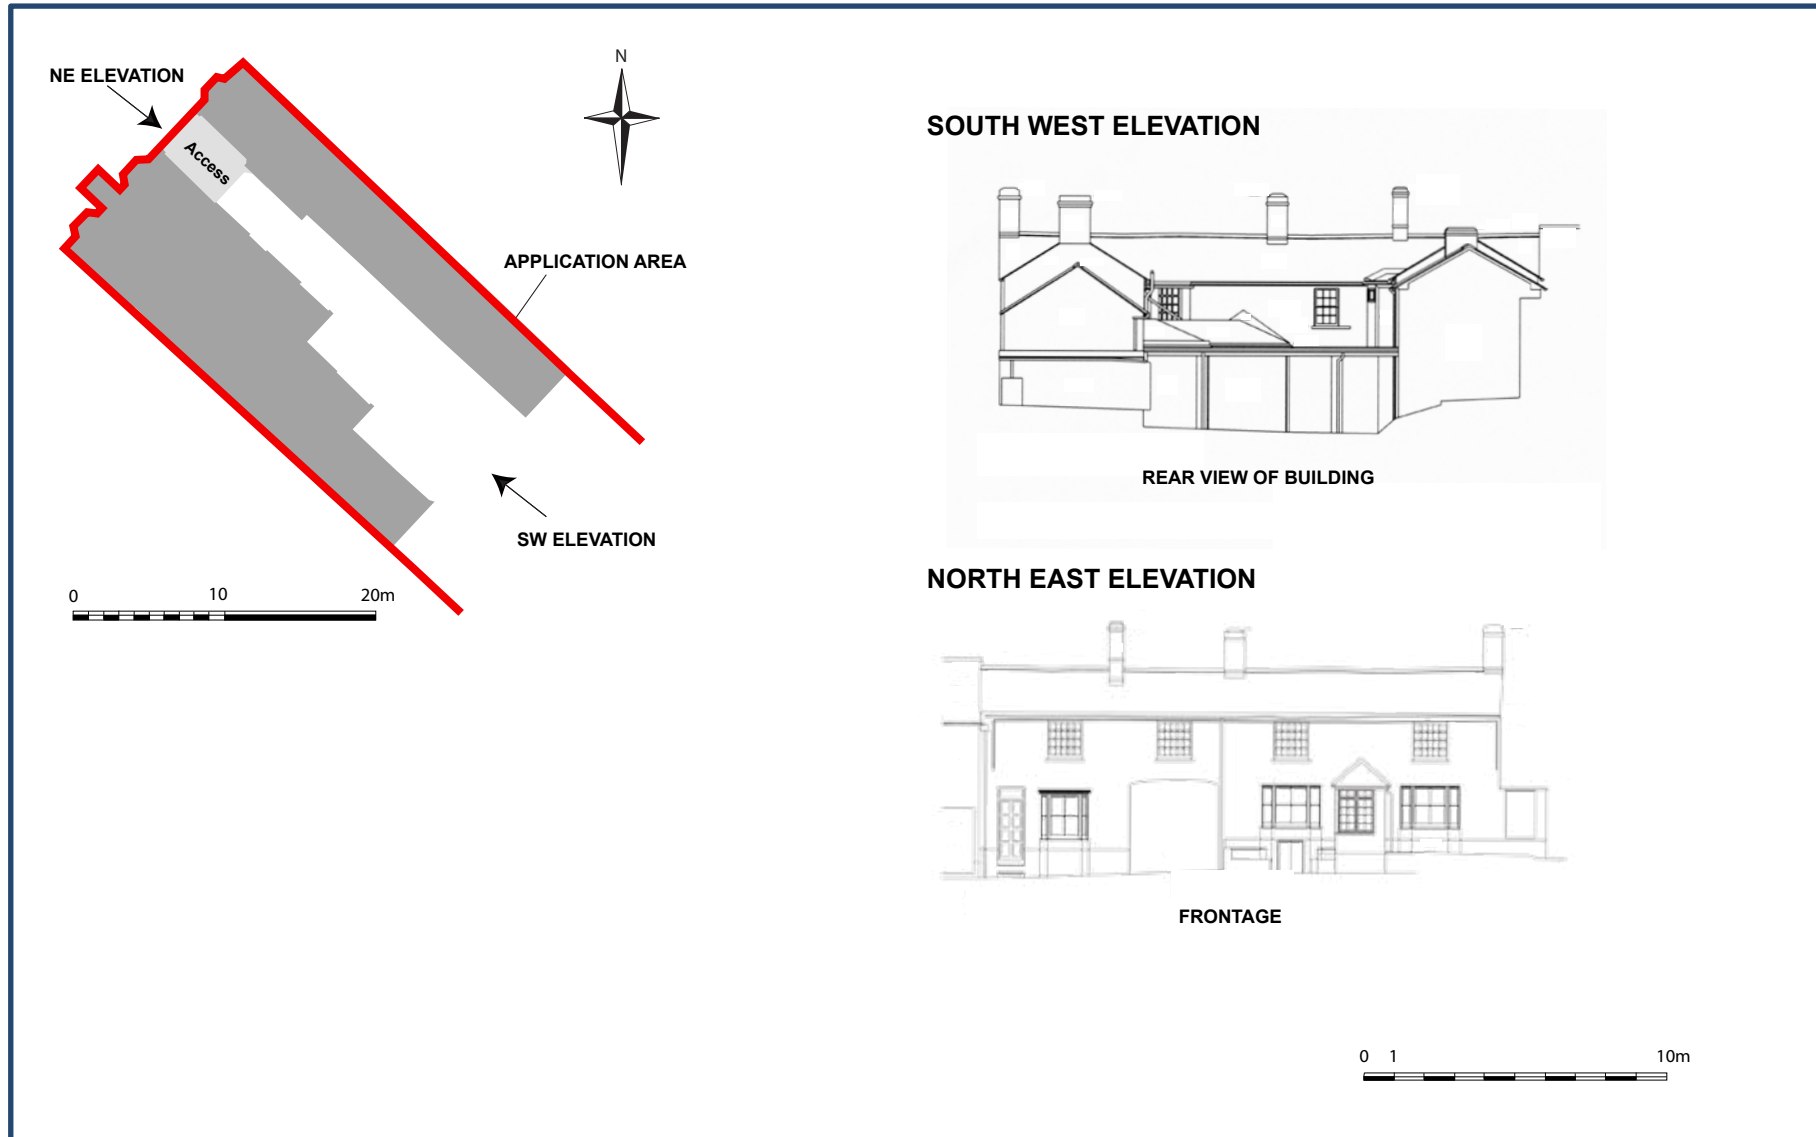 NE ELEVATION
Access
N
APPLICATION AREA
SW ELEVATION
0 10 20m
SOUTH WEST ELEVATION
REAR VIEW OF BUILDING
NORTH EAST ELEVATION
FRONTAGE
0 1 10m